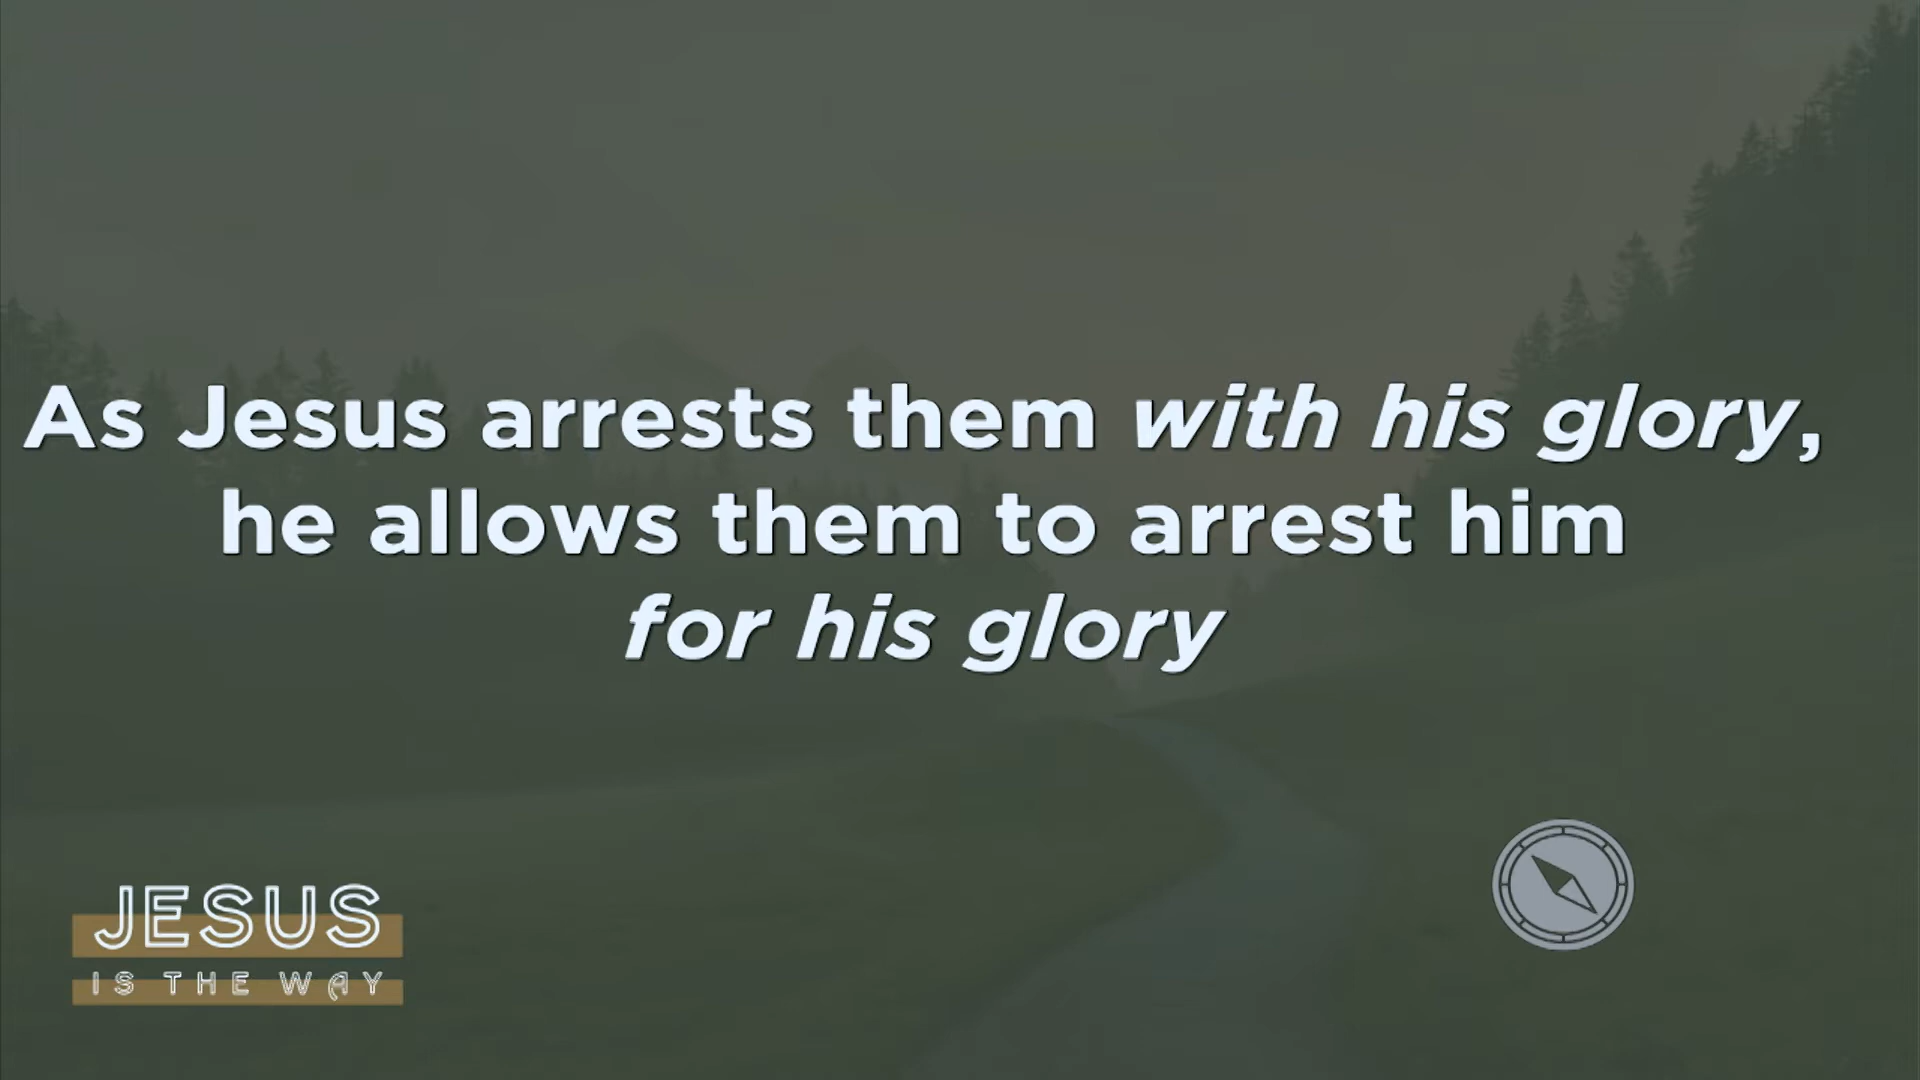 As Jesus arrests them with his glory,
he allows them to arrest him
for his glory
JESUS
IS THE WAY